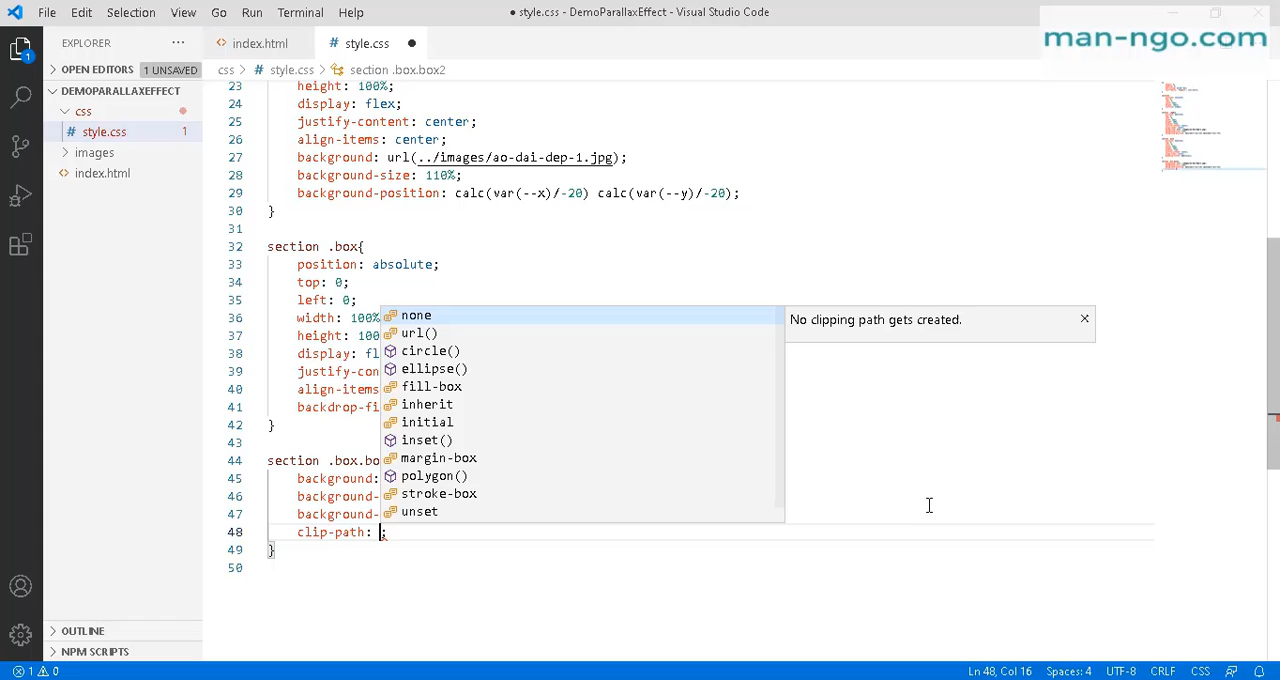 File Edit Selection View Go Run Terminal Help
● style.css - DemoParallaxEffect - Visual Studio Code
man-ngo.com
EXPLORER ···
index.html
# style.css ●
OPEN EDITORS 1 UNSAVED
css > # style.css > section .box.box2
DEMOPARALLAXEFFECT
css
# style.css 1
images
index.html
23 height: 100%;
24 display: flex;
25 justify-content: center;
26 align-items: center;
27 background: url(../images/ao-dai-dep-1.jpg);
28 background-size: 110%;
29 background-position: calc(var(--x)/-20) calc(var(--y)/-20);
30 }
31
32 section .box{
33 position: absolute;
34 top: 0;
35 left: 0;
36 width: 100%
37 height: 100
38 display: fl
39 justify-con
40 align-items
41 backdrop-fi
42 }
43
44 section .box.bo
45 background:
46 background-
47 background-
48 clip-path: ;
49 }
50
none
url()
circle()
ellipse()
fill-box
inherit
initial
inset()
margin-box
polygon()
stroke-box
unset
No clipping path gets created.
OUTLINE
NPM SCRIPTS
1 0
Ln 48, Col 16 Spaces: 4 UTF-8 CRLF CSS